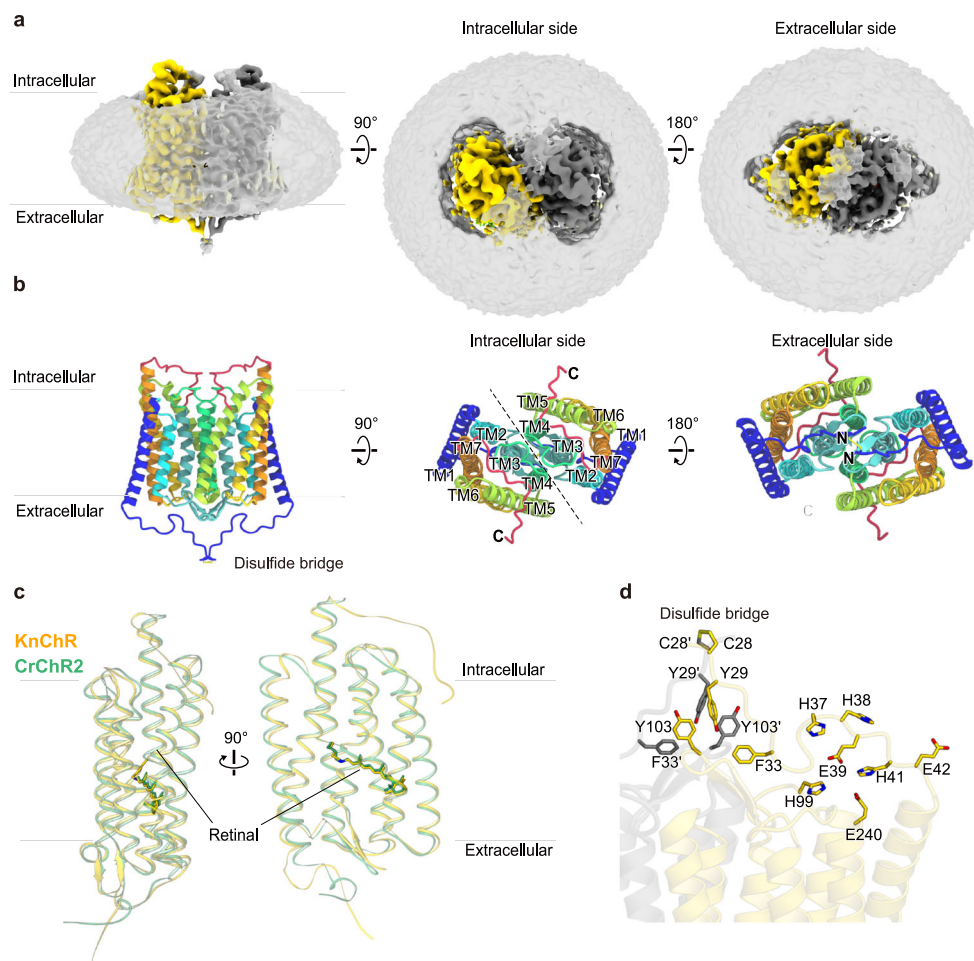 a
Intracellular side
Extracellular side
Intracellular
90°
180°
Extracellular
b
Intracellular side
Extracellular side
Intracellular
C
TM5
TM6
TM4
TM1
TM2
TM3
90°
180°
N
TM7
TM7
N
TM3
TM2
TM1
TM4
TM6
Extracellular
TM5
C
C
Disulfide bridge
c
d
Disulfide bridge
KnChR
CrChR2
C28' C28
Intracellular
Y29' Y29
H37 H38
90°
Y103 Y103'
F33' F33
E39 H41 E42
H99
Retinal
E240
Extracellular